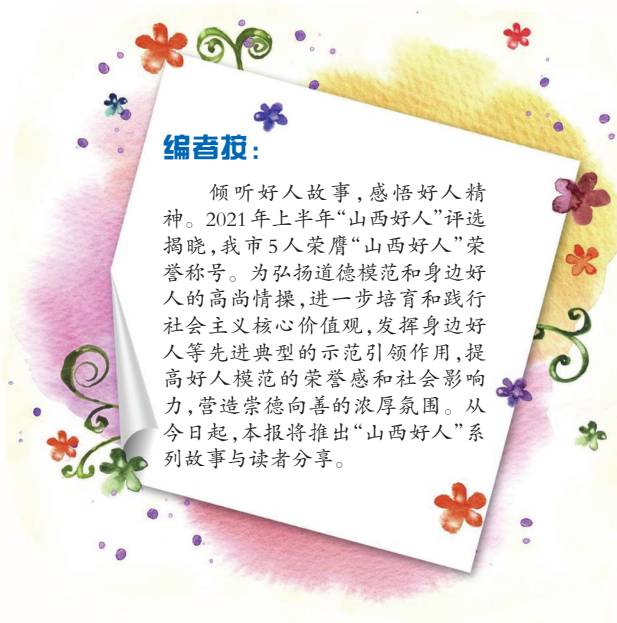 编者按：
倾听好人故事，感悟好人精
神。2021年上半年“山西好人”评选
揭晓，我市5人荣膺“山西好人”荣
誉称号。为弘扬道德模范和身边好
人的高尚情操，进一步培育和践行
社会主义核心价值观，发挥身边好
人等先进典型的示范引领作用，提
高好人模范的荣誉感和社会影响
力，营造崇德向善的浓厚氛围。从
今日起，本报将推出“山西好人”系
列故事与读者分享。